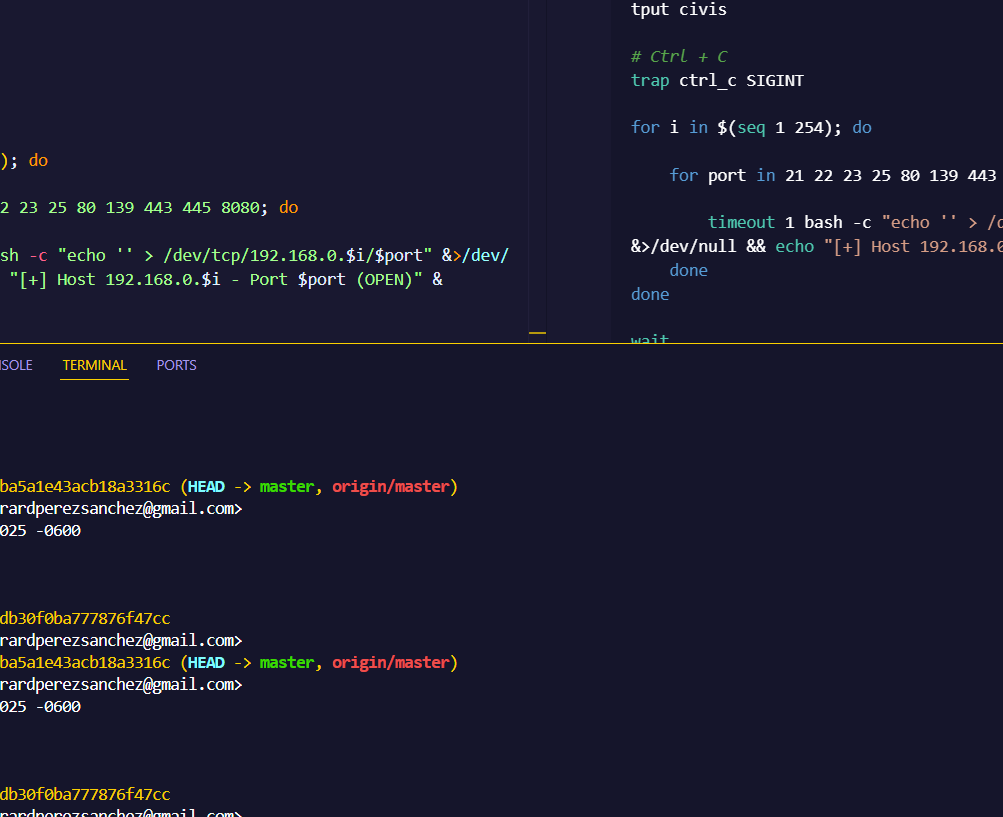 ); do
2 23 25 80 139 443 445 8080; do
sh -c "echo '' > /dev/tcp/192.168.0.$i/$port" &>/dev/
"[+] Host 192.168.0.$i - Port $port (OPEN)" &
tput civis
# Ctrl + C
trap ctrl_c SIGINT
for i in $(seq 1 254); do
for port in 21 22 23 25 80 139 443
timeout 1 bash -c "echo '' > /d
&>/dev/null && echo "[+] Host 192.168.0
done
done
wait
SOLE
TERMINAL
PORTS
ba5a1e43acb18a3316c (HEAD -> master, origin/master)
rardperezsanchez@gmail.com>
025 -0600
db30f0ba777876f47cc
rardperezsanchez@gmail.com>
ba5a1e43acb18a3316c (HEAD -> master, origin/master)
rardperezsanchez@gmail.com>
025 -0600
db30f0ba777876f47cc
rardperezsanchez@gmail.com>